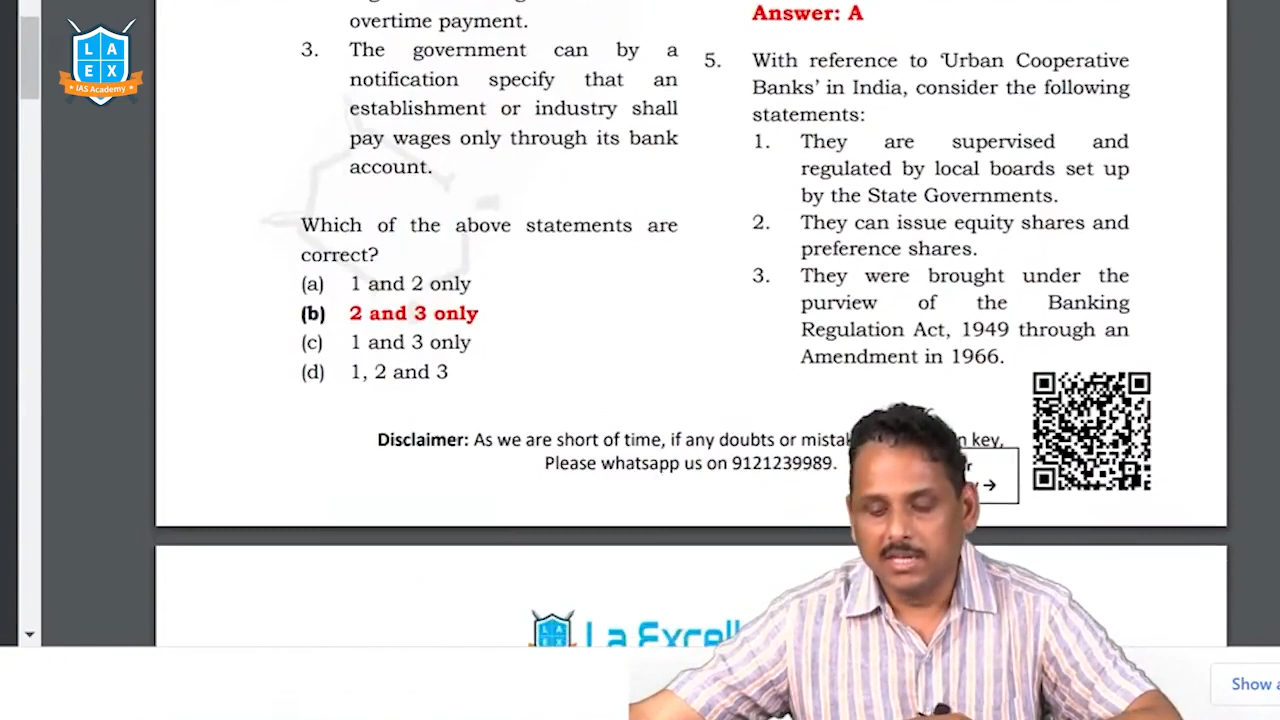 L A
E X
IAS Academy
overtime payment.
3. The government can by a
notification specify that an
establishment or industry shall
pay wages only through its bank
account.
Which of the above statements are
correct?
(a) 1 and 2 only
(b) 2 and 3 only
(c) 1 and 3 only
(d) 1, 2 and 3
Answer: A
5. With reference to ‘Urban Cooperative
Banks’ in India, consider the following
statements:
1. They are supervised and
regulated by local boards set up
by the State Governments.
2. They can issue equity shares and
preference shares.
3. They were brought under the
purview of the Banking
Regulation Act, 1949 through an
Amendment in 1966.
Disclaimer: As we are short of time, if any doubts or key,
Please whatsapp us on 9121239989.
L A
E X
La
Show